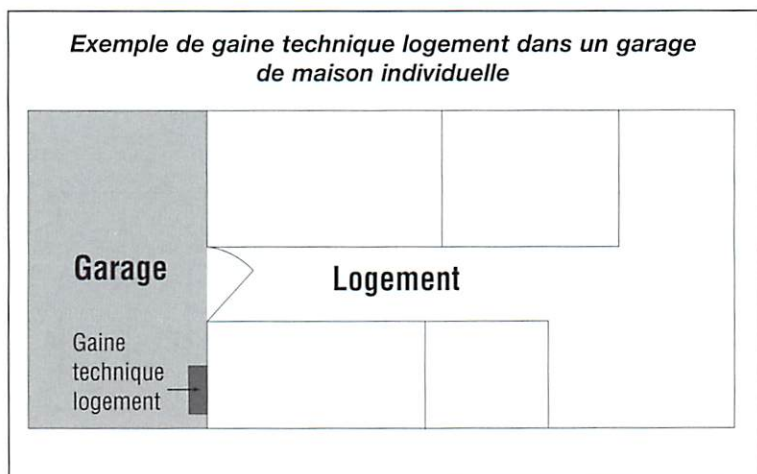 Exemple de gaine technique logement dans un garage
de maison individuelle
Garage
Logement
Gaine
technique
logement